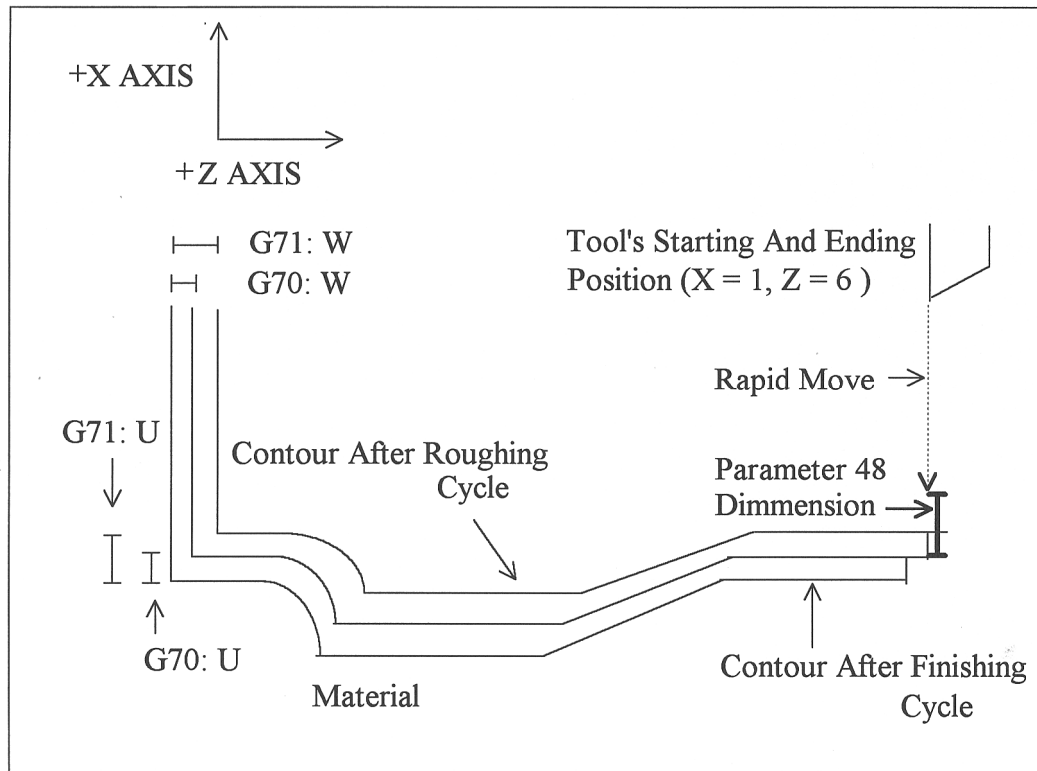 +X AXIS
+Z AXIS
G71: W
G70: W
Tool's Starting And Ending
Position (X = 1, Z = 6 )
Rapid Move
G71: U
Contour After Roughing
Cycle
Parameter 48
Dimmension
G70: U
Contour After Finishing
Cycle
Material